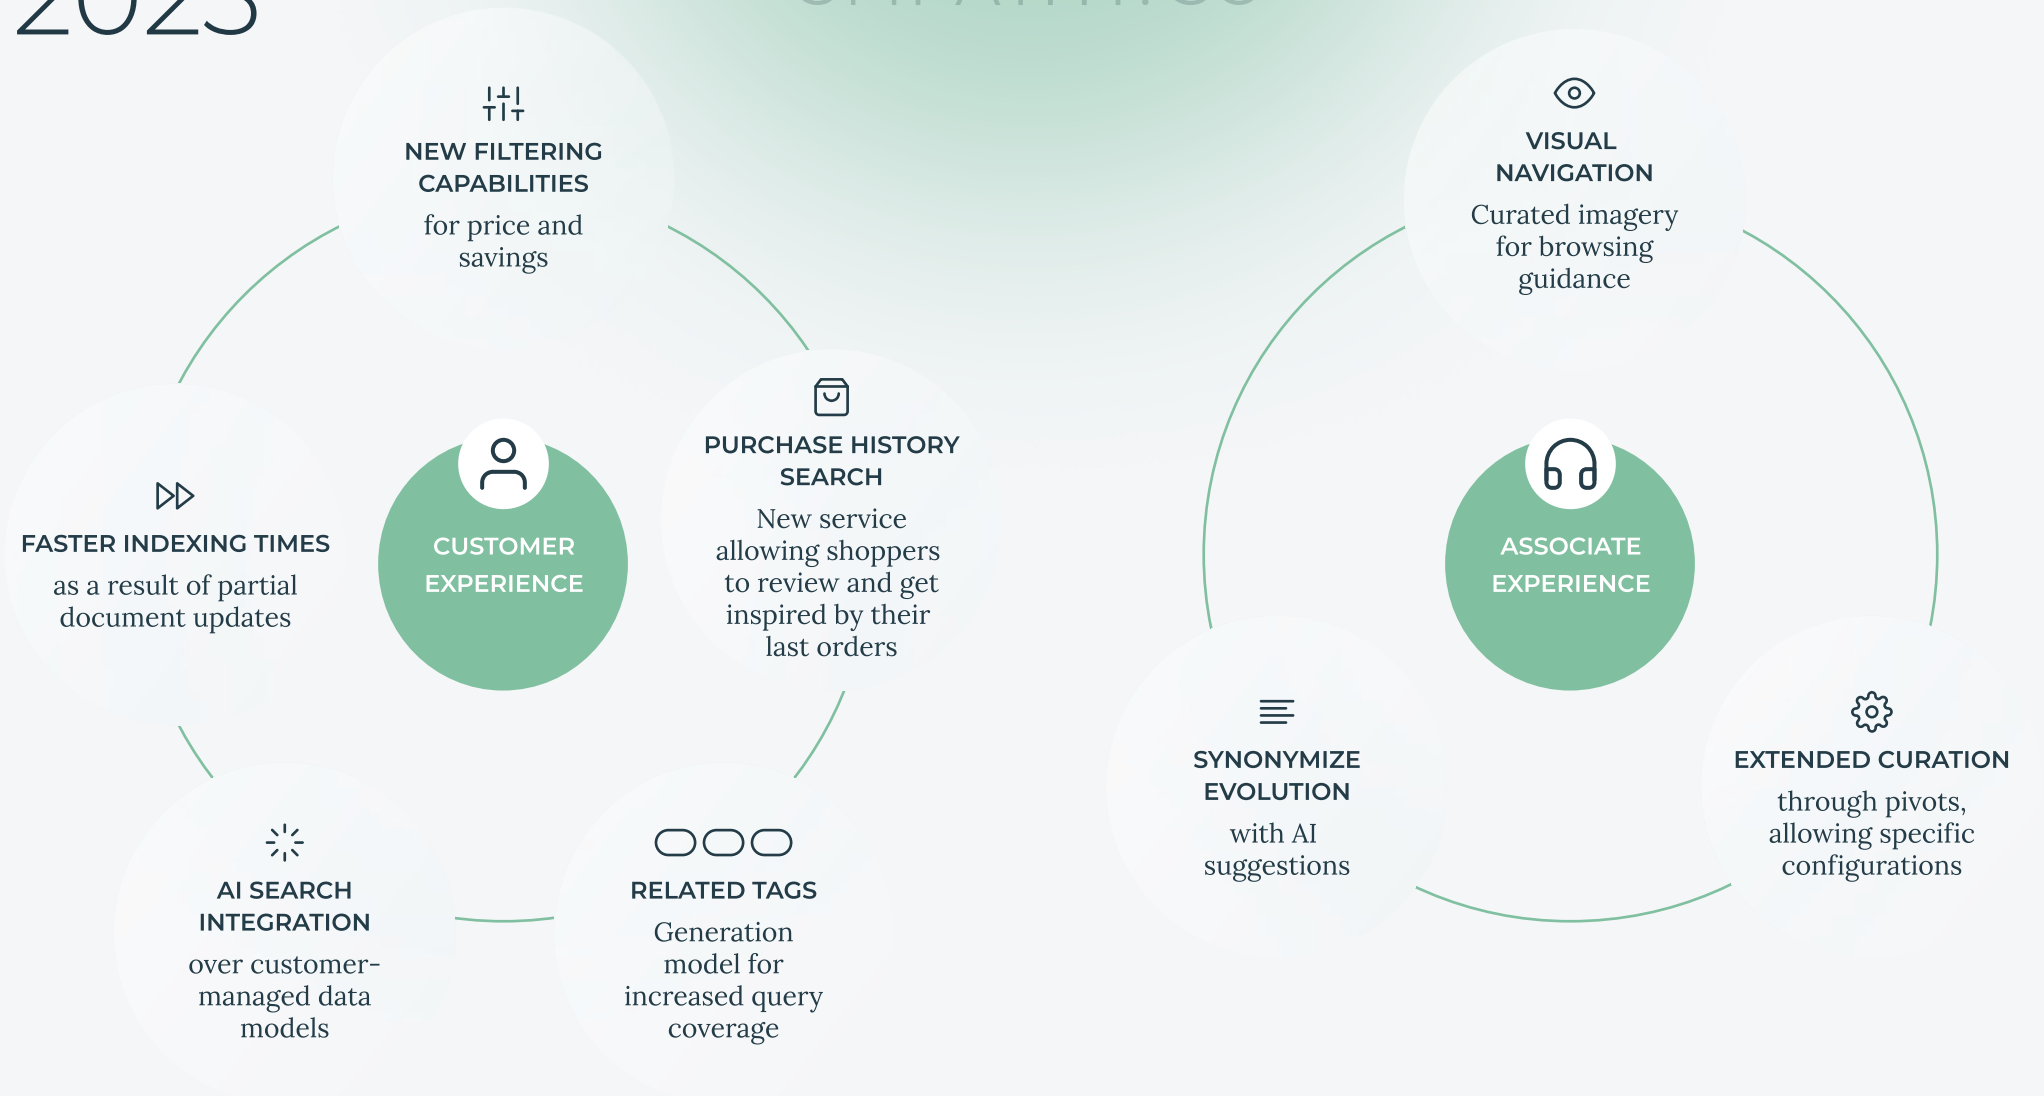 2023
NEW FILTERING
CAPABILITIES
for price and
savings
PURCHASE HISTORY
SEARCH
New service
allowing shoppers
to review and get
inspired by their
last orders
FASTER INDEXING TIMES
as a result of partial
document updates
CUSTOMER
EXPERIENCE
AI SEARCH
INTEGRATION
over customer-
managed data
models
RELATED TAGS
Generation
model for
increased query
coverage
VISUAL
NAVIGATION
Curated imagery
for browsing
guidance
ASSOCIATE
EXPERIENCE
SYNONYMIZE
EVOLUTION
with AI
suggestions
EXTENDED CURATION
through pivots,
allowing specific
configurations